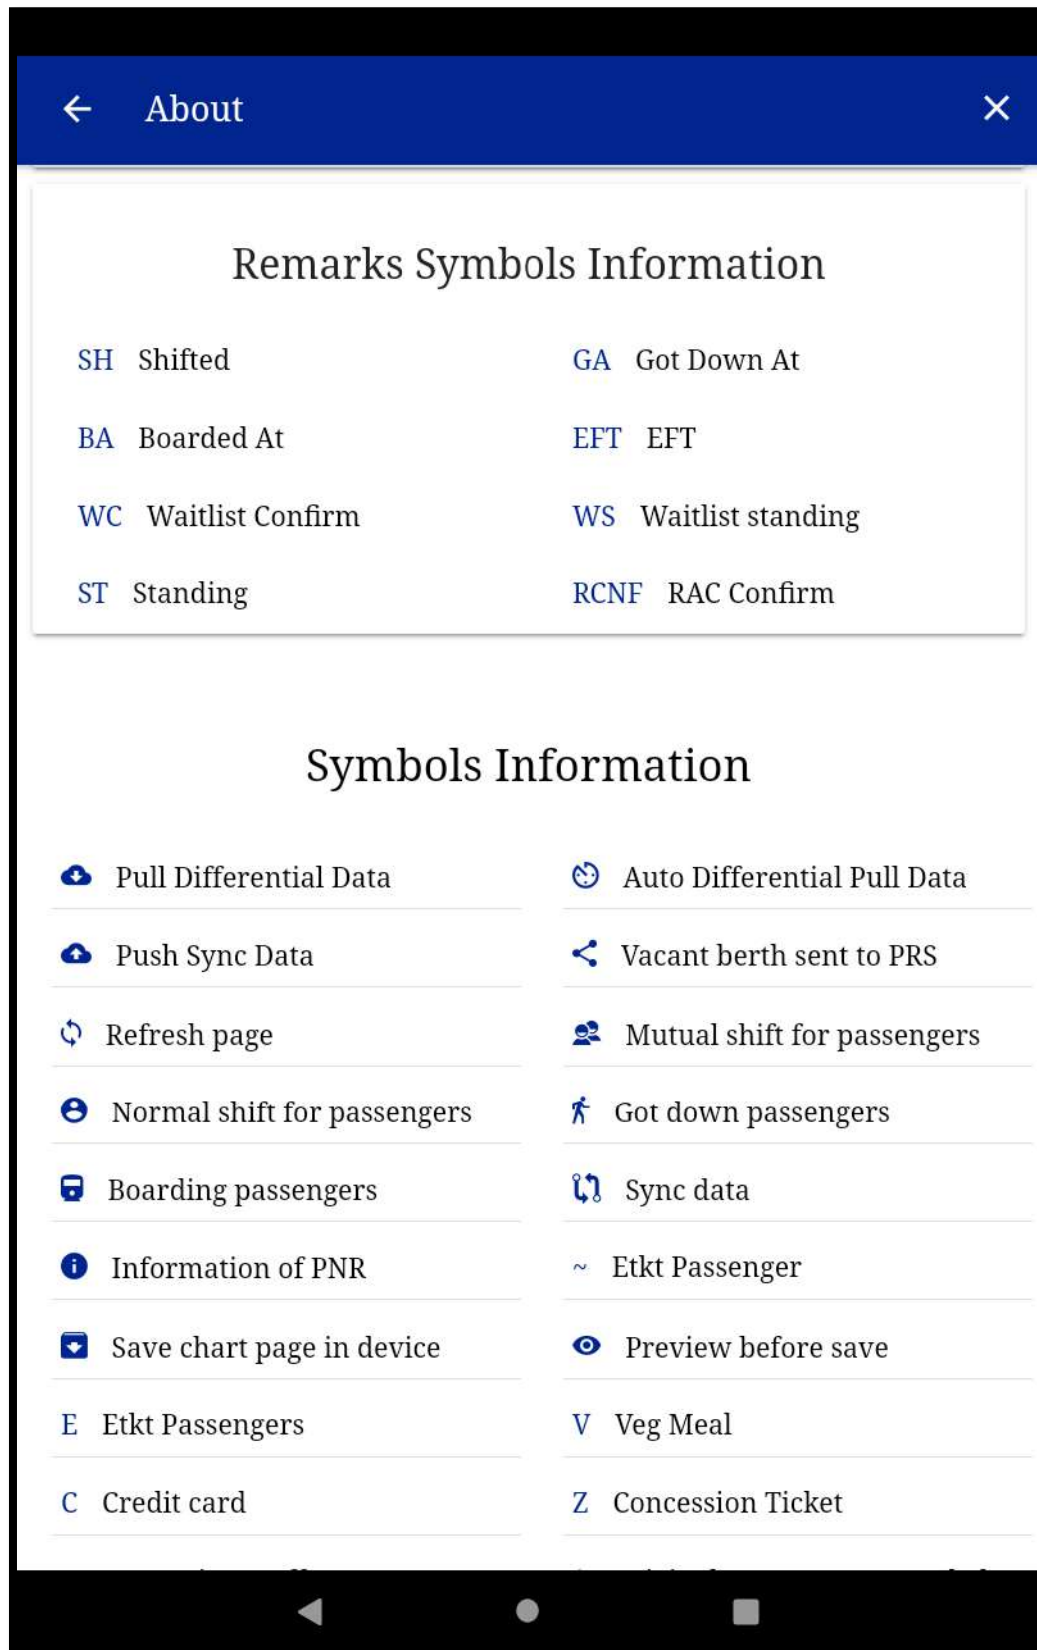 About
Remarks Symbols Information
SH Shifted GA Got Down At
BA Boarded At EFT EFT
WC Waitlist Confirm WS Waitlist standing
ST Standing RCNF RAC Confirm
Symbols Information
Pull Differential Data Auto Differential Pull Data
Push Sync Data Vacant berth sent to PRS
Refresh page Mutual shift for passengers
Normal shift for passengers Got down passengers
Boarding passengers Sync data
Information of PNR ~ Etkt Passenger
Save chart page in device Preview before save
E Etkt Passengers V Veg Meal
C Credit card Z Concession Ticket